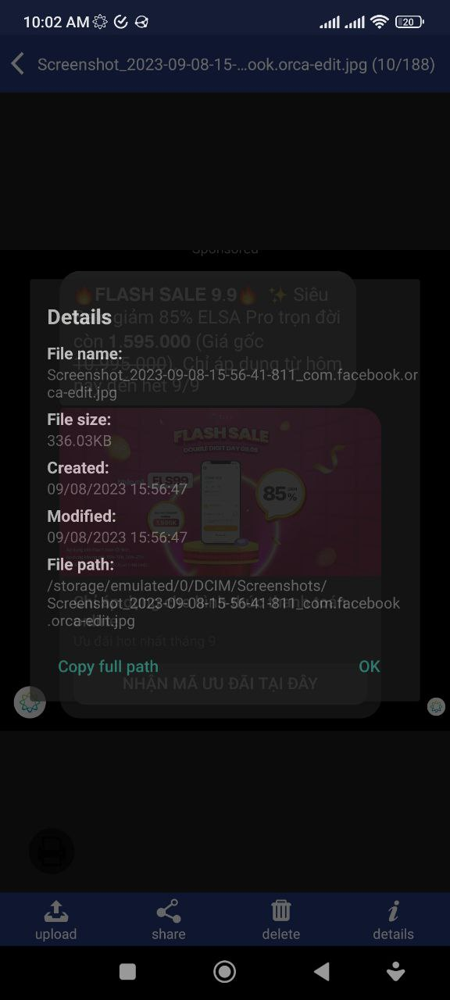 10:02 AM
20
Screenshot_2023-09-08-15-...ook.orca-edit.jpg (10/188)
Sponsored
🔥FLASH SALE 9.9🔥 ✨ Siêu
giảm 85% ELSA Pro trọn đời
còn 1.595.000 (Giá gốc
10.995.000). Chỉ áp dụng từ hôm
nay đến hết 9/9
Details
File name:
Screenshot_2023-09-08-15-56-41-811_com.facebook.or
ca-edit.jpg
File size:
336.03KB
FLASH SALE
DOUBLE DIGIT DAY 09.09
Created:
09/08/2023 15:56:47
ELS99
85%
Modified:
09/08/2023 15:56:47
File path:
/storage/emulated/0/DCIM/Screenshots/
Screenshot_2023-09-08-15-56-41-811_com.facebook
.orca-edit.jpg
Ưu đãi hot nhất tháng 9
Copy full path
OK
NHẬN MÃ ƯU ĐÃI TẠI ĐÂY
upload
share
delete
details